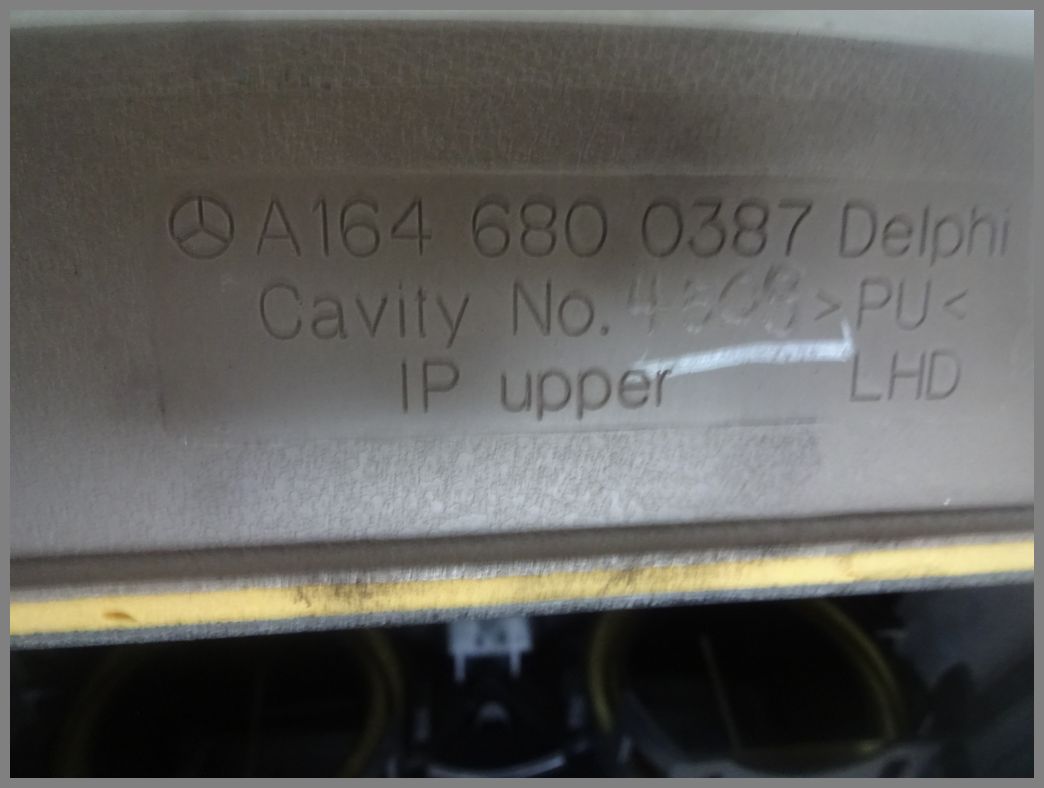 A164 680 0387 Delphi
Cavity No. >PU<
IP upper LHD